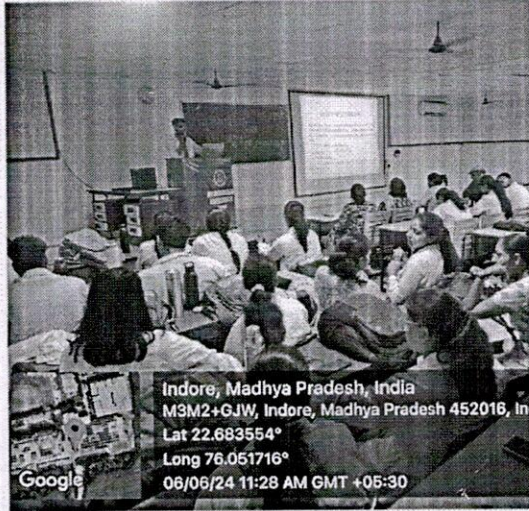 Indore, Madhya Pradesh, India
M3M2+GJW, Indore, Madhya Pradesh 452016, In
Lat 22.683554°
Long 76.051716°
06/06/24 11:28 AM GMT +05:30
Google